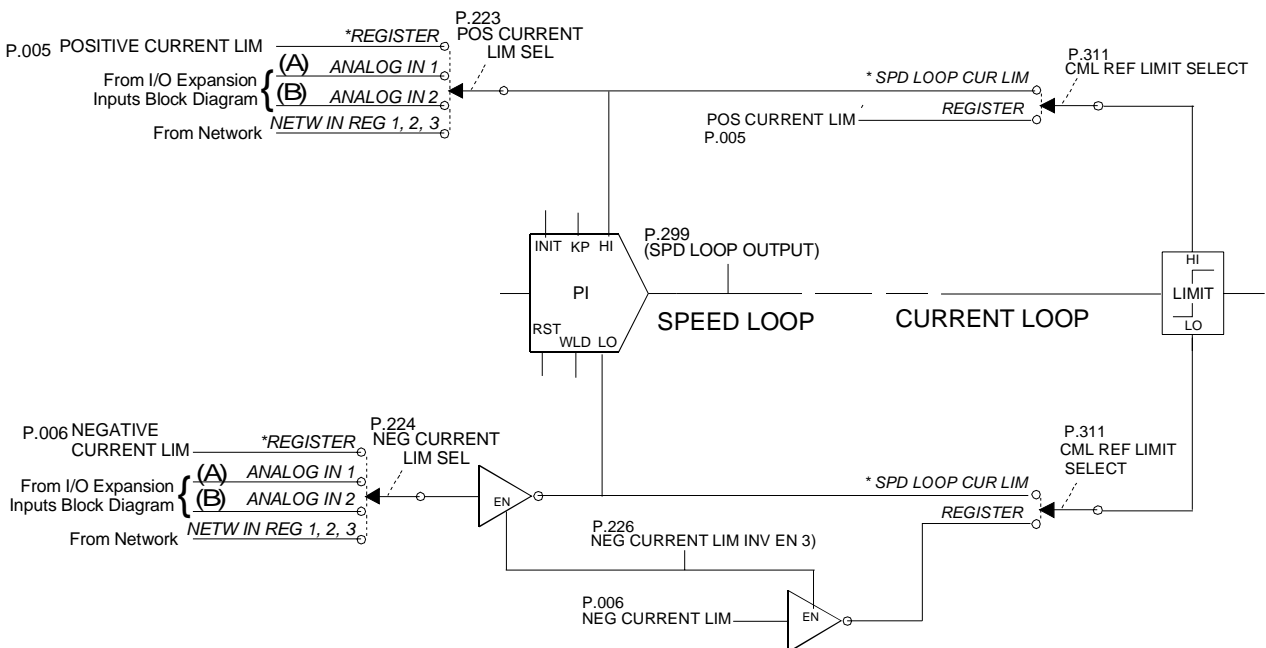 P.223
POS CURRENT
LIM SEL
P.005 POSITIVE CURRENT LIM
*REGISTER
(A) ANALOG IN 1
From I/O Expansion
Inputs Block Diagram
{
(B) ANALOG IN 2
From Network
NETW IN REG 1, 2, 3
P.311
CML REF LIMIT SELECT
* SPD LOOP CUR LIM
REGISTER
POS CURRENT LIM
P.005
INIT KP HI
PI
RST
WLD LO
P.299
(SPD LOOP OUTPUT)
SPEED LOOP
CURRENT LOOP
HI
LIMIT
LO
P.224
NEG CURRENT
LIM SEL
P.006 NEGATIVE
CURRENT LIM
*REGISTER
(A) ANALOG IN 1
From I/O Expansion
Inputs Block Diagram
{
(B) ANALOG IN 2
From Network
NETW IN REG 1, 2, 3
EN
P.311
CML REF LIMIT
SELECT
* SPD LOOP CUR LIM
REGISTER
P.226
NEG CURRENT LIM INV EN 3)
P.006
NEG CURRENT LIM
EN